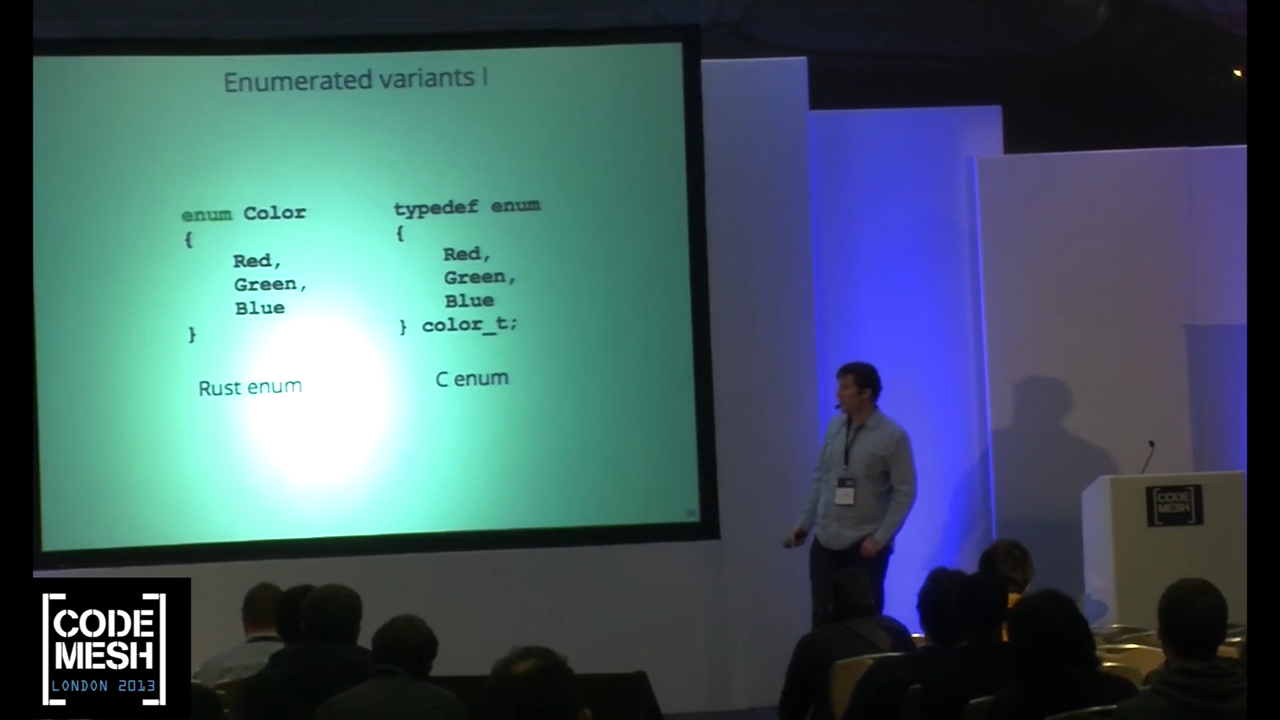 Enumerated variants I
enum Color
{
Red,
Green,
Blue
}
Rust enum
typedef enum
{
Red,
Green,
Blue
} color_t;
C enum
CODE
MESH
CODE
MESH
LONDON 2013